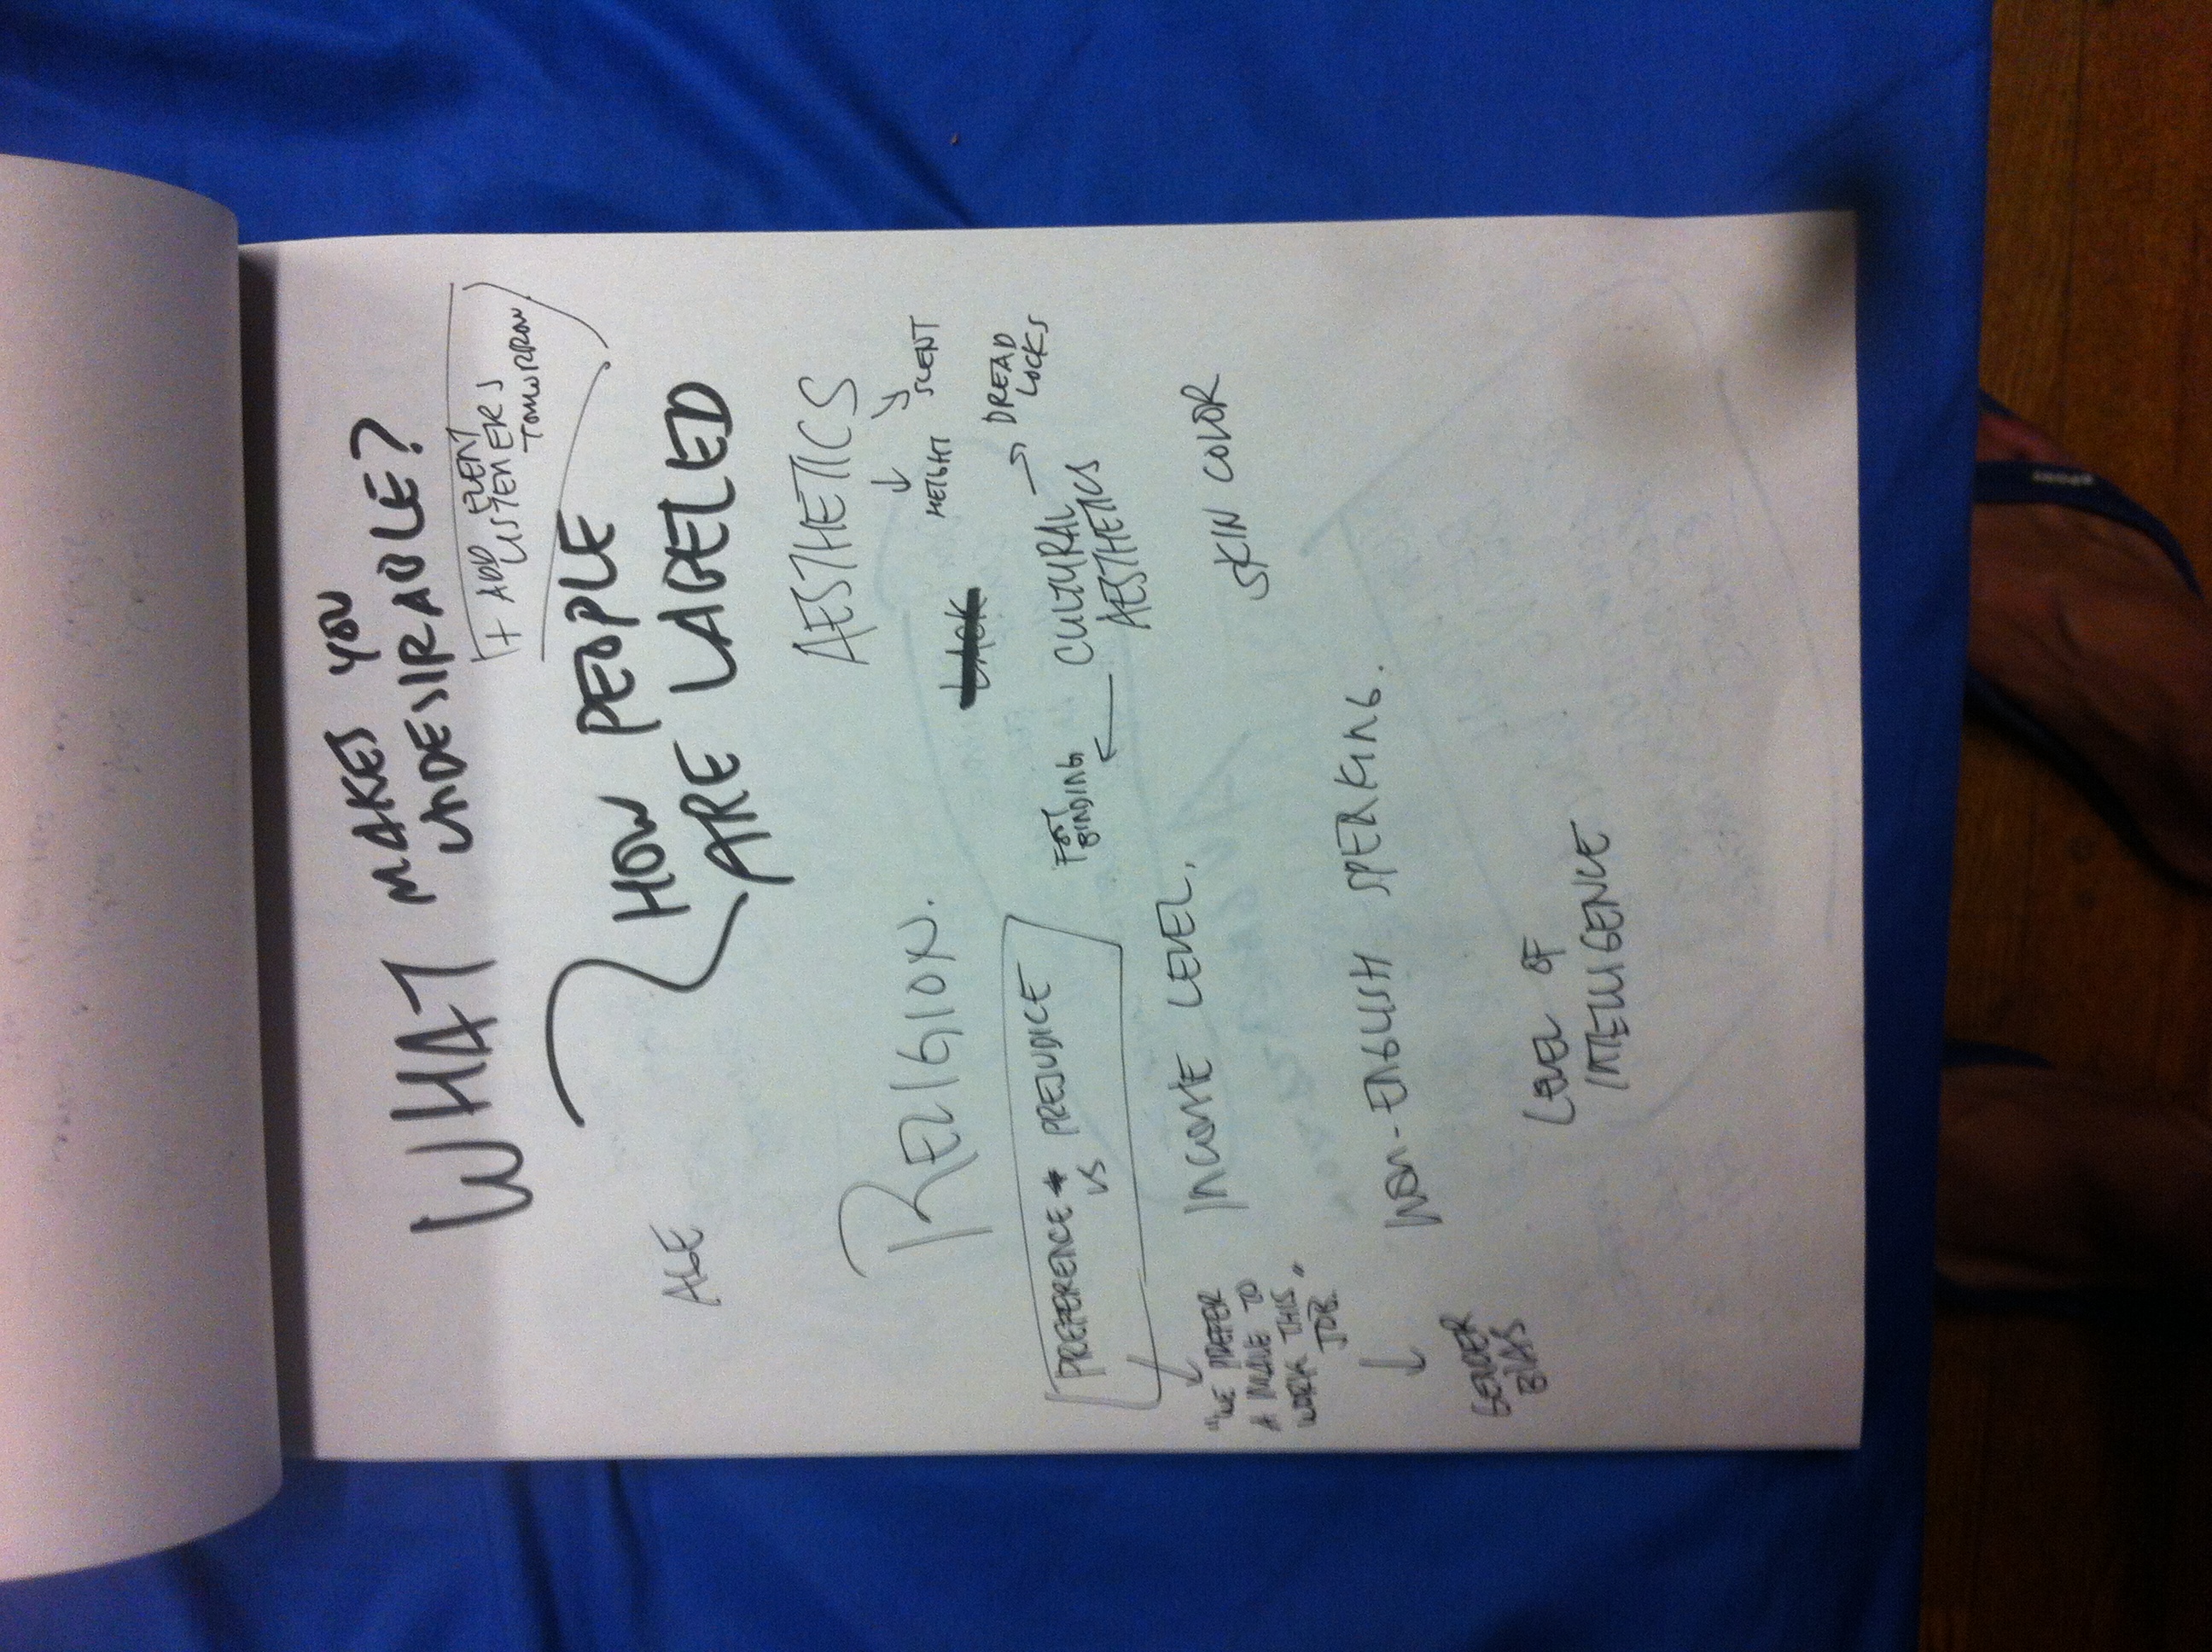 WHAT MAKES YOU
UNDESIRABLE?
+ ADD EVENT
LISTENERS
TOMORROW
HOW PEOPLE
ARE LABELED
AGE
AESTHETICS
HEIGHT
SCENT
RELIGION.
LACK
PREFERENCE PREJUDICE
VS
"WE PREFER
A MALE TO
WORK THIS
JOB."
GENDER
BIAS
CULTURAL
AESTHETICS
DREAD
LOCKS
FOOT
BINDING
INCOME LEVEL.
SKIN COLOR
NON-ENGLISH SPEAKING.
LEVEL OF
INTELLIGENCE